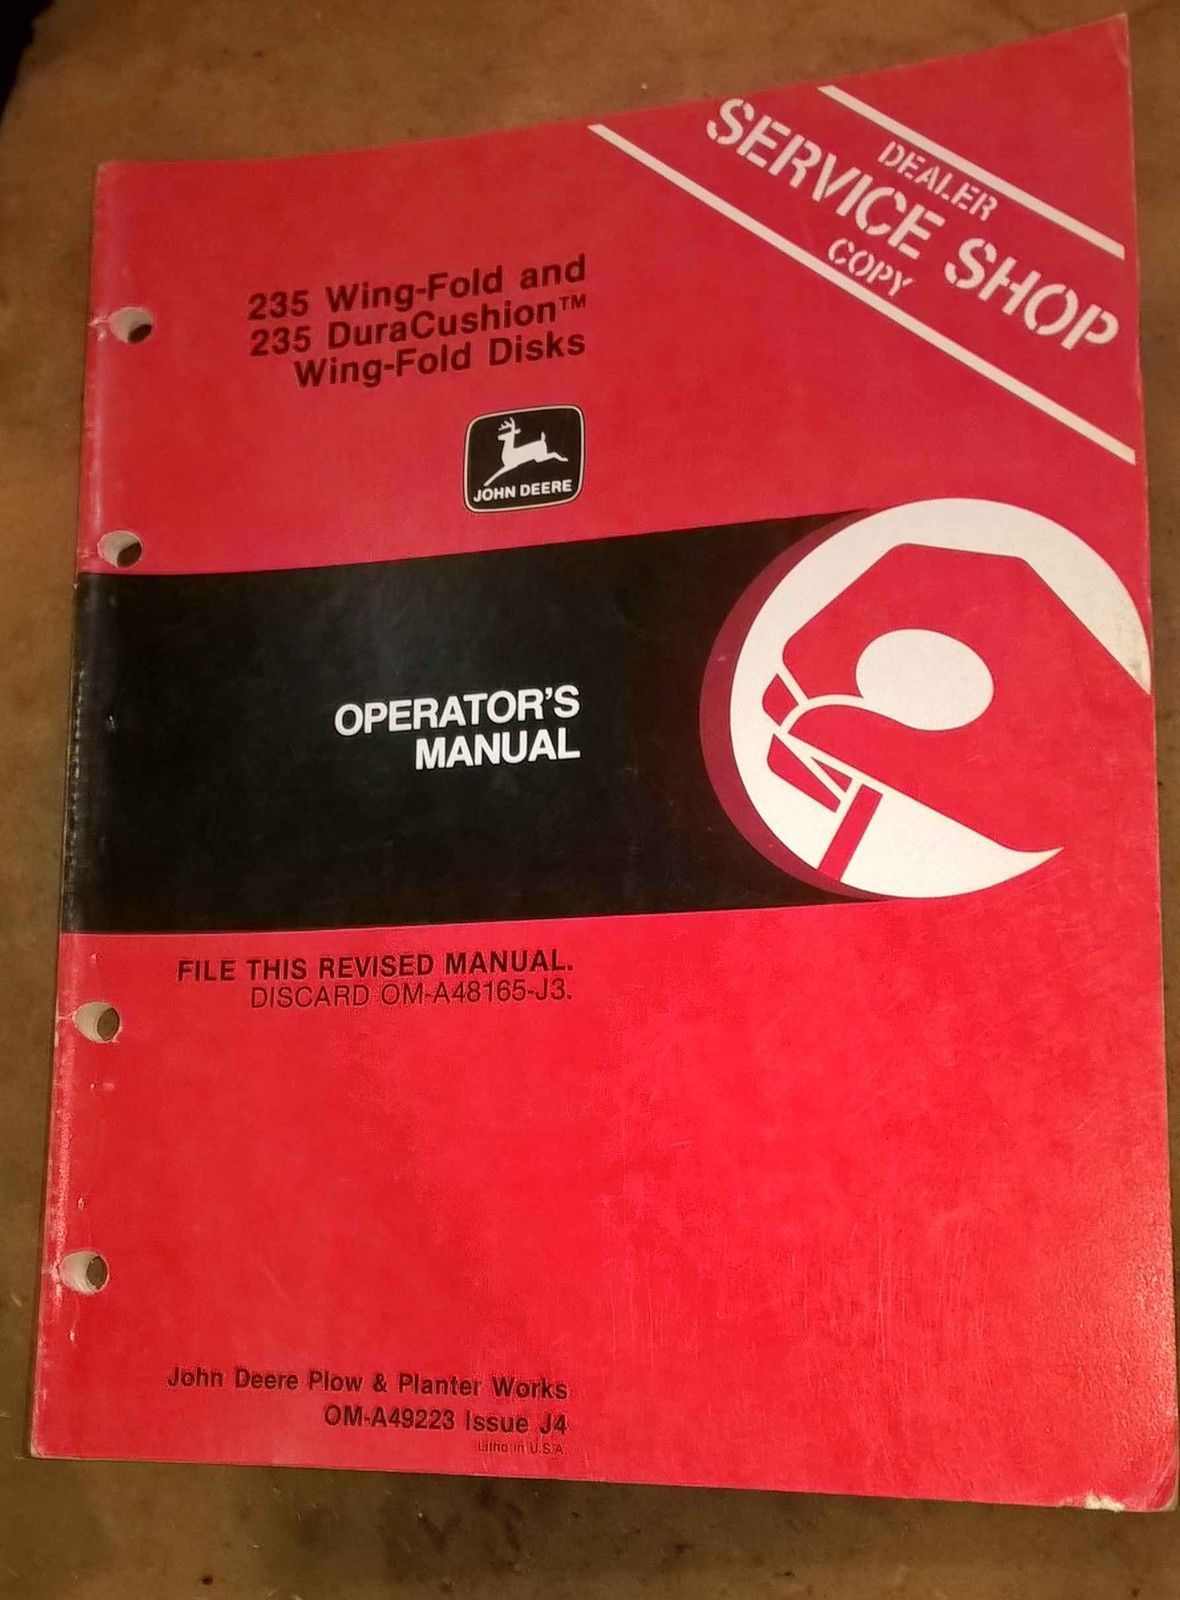 DEALER
SERVICE SHOP
COPY
235 Wing-Fold and
235 DuraCushion™
Wing-Fold Disks
JOHN DEERE
OPERATOR'S
MANUAL
FILE THIS REVISED MANUAL.
DISCARD OM-A48165-J3.
John Deere Plow & Planter Works
OM-A49223 Issue J4
Litho in U.S.A.